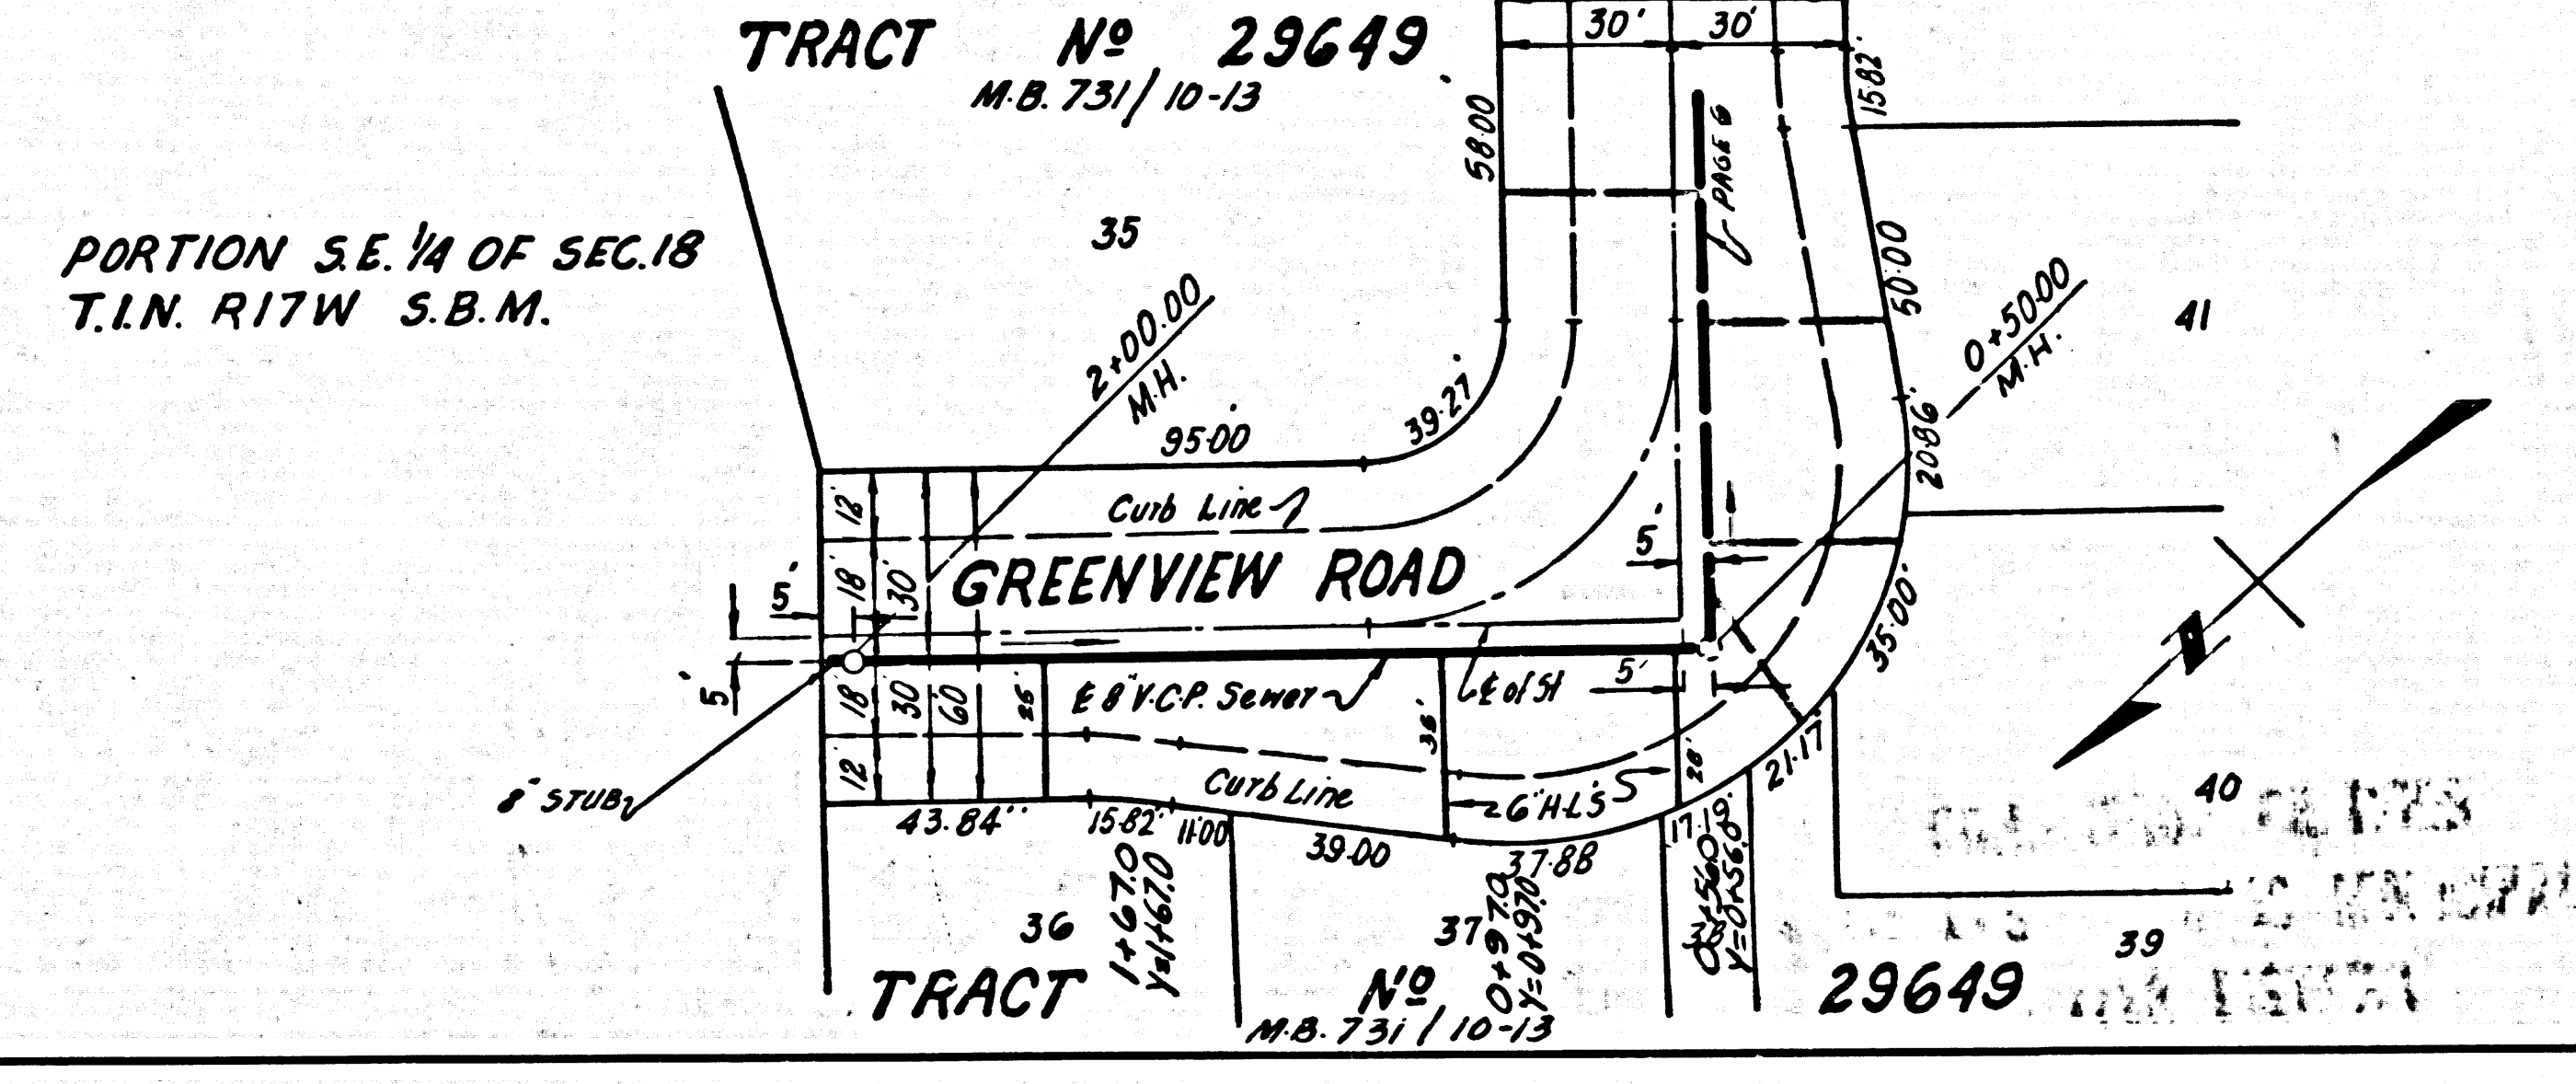 TRACT Nº 29649
M.B. 731/10-13
30' 30'
15.82'
58.00'
PAGE 6
PORTION S.E. 1/4 OF SEC.18
T.1.N. R17W S.B.M.
35
2+00.00
M.H.
50.00
0+50.00
M.H.
41
39.27'
95.00'
20.86'
Curb Line
12'
18'
30'
5'
5'
GREENVIEW ROAD
35.00'
5'
18'
30'
60'
25'
℄ 8" V.C.P. Sewer
℄ of St
5'
36'
28'
12'
8" STUB
Curb Line
6" H.L.'S
21.17'
43.84'
15.82'
11.00
39.00
37.88
17.19'
40
1+67.0
Y=1+67.0
0+97.0
Y=0+97.0
0+56.0
Y=0+56.0
36
37
38
39
TRACT Nº 29649
M.B. 731/10-13
N